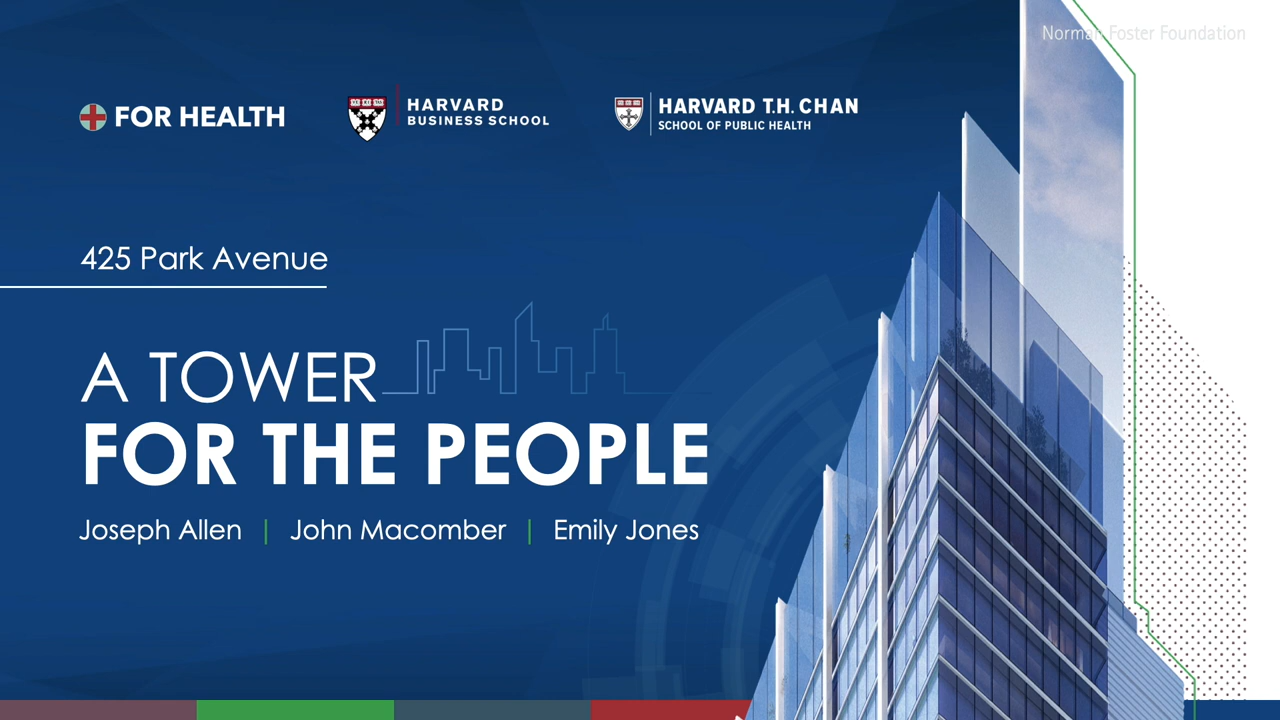 Norman Foster Foundation
FOR HEALTH
HARVARD
BUSINESS SCHOOL
HARVARD T.H. CHAN
SCHOOL OF PUBLIC HEALTH
425 Park Avenue
A TOWER
FOR THE PEOPLE
Joseph Allen | John Macomber | Emily Jones